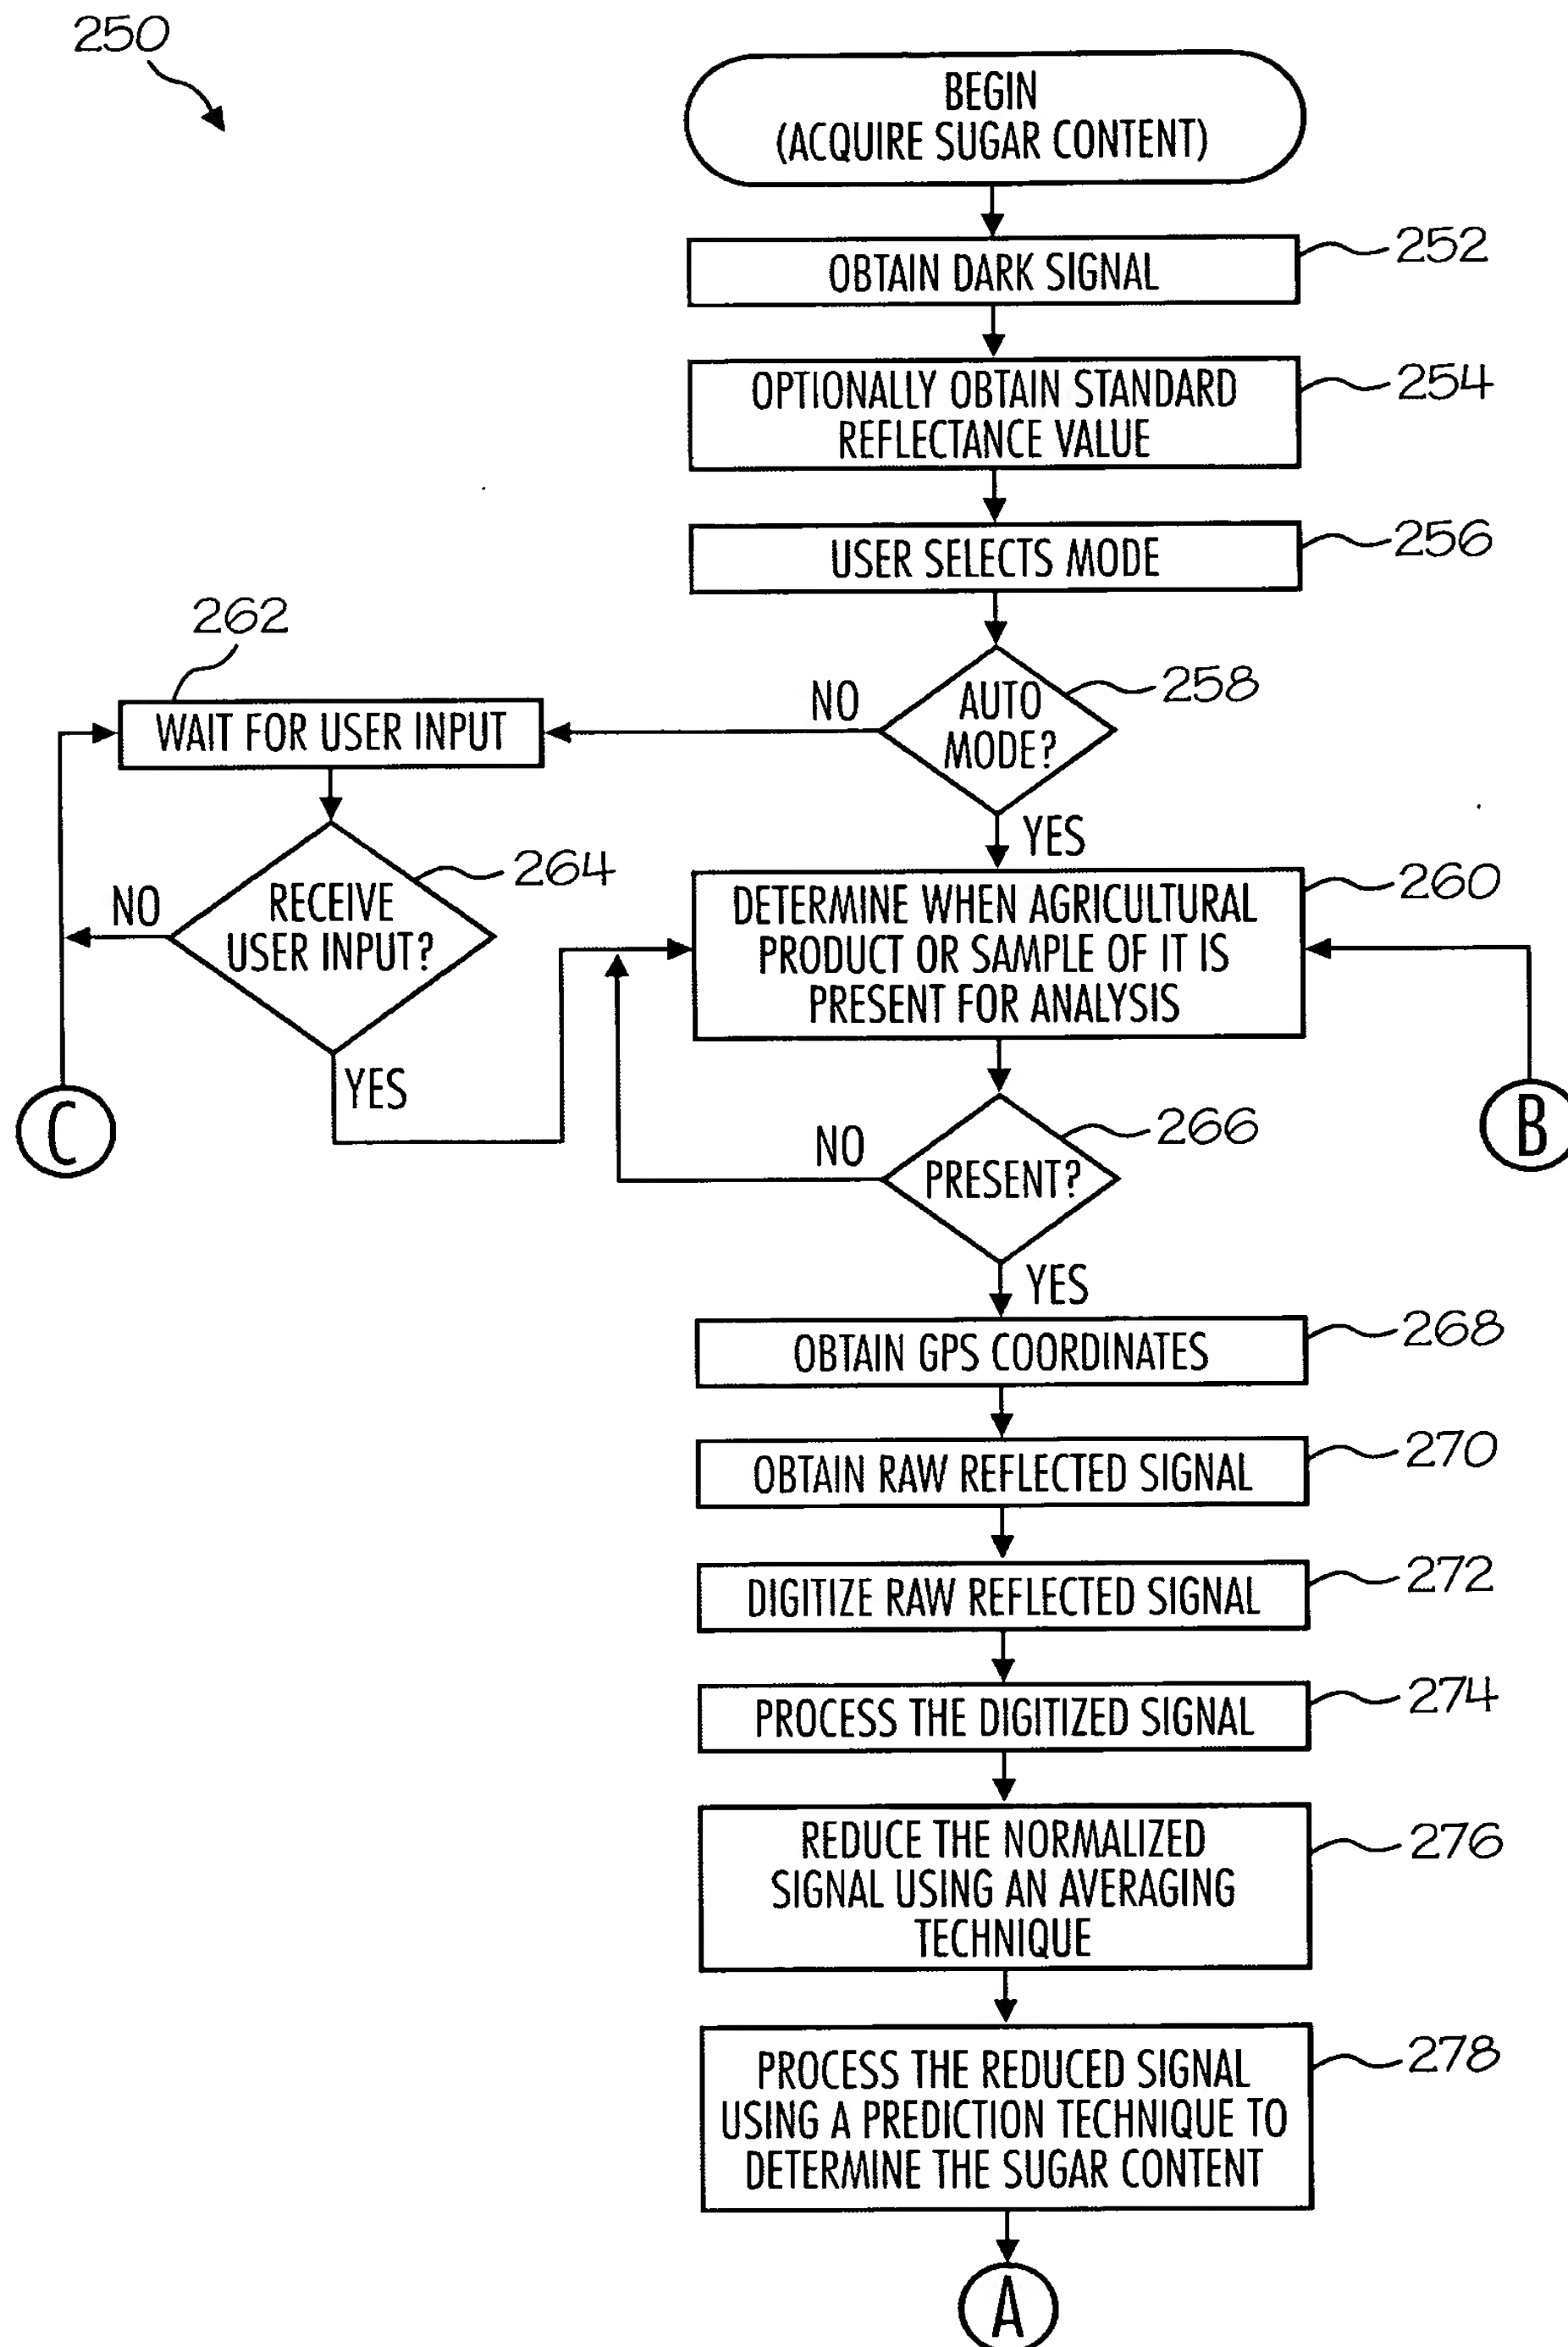 250
BEGIN
(ACQUIRE SUGAR CONTENT)
OBTAIN DARK SIGNAL
252
OPTIONALLY OBTAIN STANDARD
REFLECTANCE VALUE
254
USER SELECTS MODE
256
262
WAIT FOR USER INPUT
NO
AUTO
MODE?
258
YES
264
NO
RECEIVE
USER INPUT?
YES
DETERMINE WHEN AGRICULTURAL
PRODUCT OR SAMPLE OF IT IS
PRESENT FOR ANALYSIS
260
C
B
NO
PRESENT?
266
YES
OBTAIN GPS COORDINATES
268
OBTAIN RAW REFLECTED SIGNAL
270
DIGITIZE RAW REFLECTED SIGNAL
272
PROCESS THE DIGITIZED SIGNAL
274
REDUCE THE NORMALIZED
SIGNAL USING AN AVERAGING
TECHNIQUE
276
PROCESS THE REDUCED SIGNAL
USING A PREDICTION TECHNIQUE TO
DETERMINE THE SUGAR CONTENT
278
A